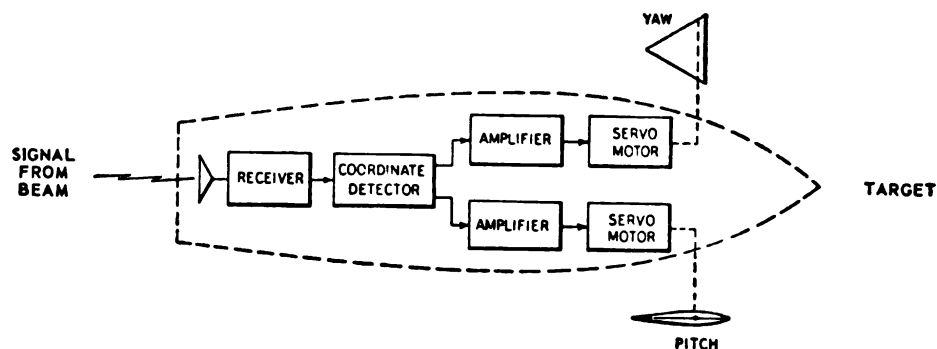 YAW
SIGNAL
FROM
BEAM
RECEIVER
COORDINATE
DETECTOR
AMPLIFIER
SERVO
MOTOR
AMPLIFIER
SERVO
MOTOR
TARGET
PITCH